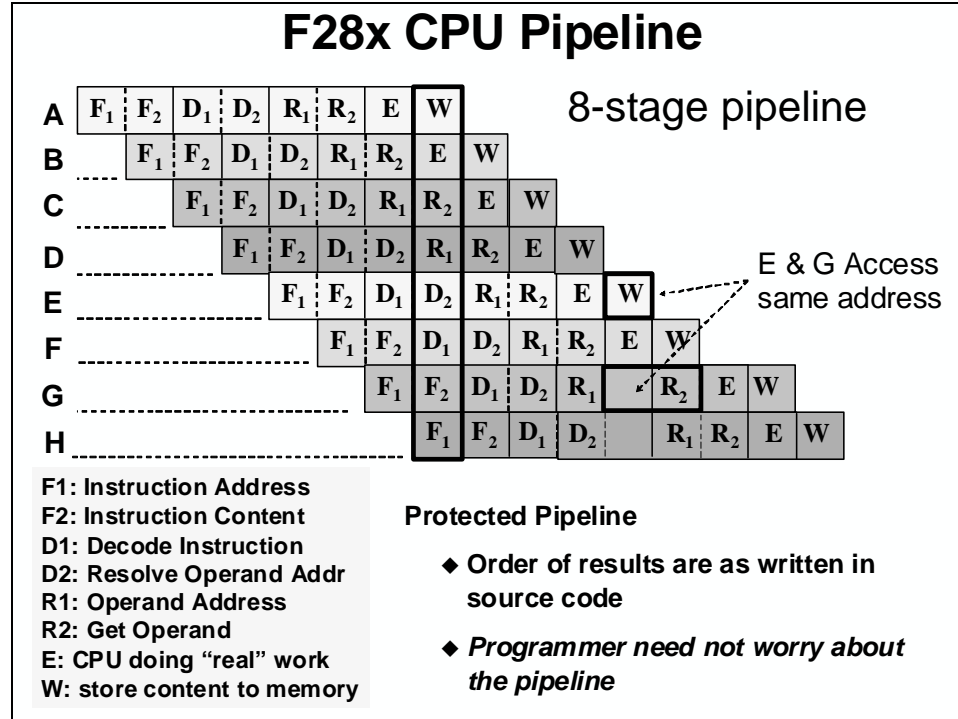 F28x CPU Pipeline
8-stage pipeline
A F₁ F₂ D₁ D₂ R₁ R₂ E W
B F₁ F₂ D₁ D₂ R₁ R₂ E W
C F₁ F₂ D₁ D₂ R₁ R₂ E W
D F₁ F₂ D₁ D₂ R₁ R₂ E W
E F₁ F₂ D₁ D₂ R₁ R₂ E W
F F₁ F₂ D₁ D₂ R₁ R₂ E W
G F₁ F₂ D₁ D₂ R₁ R₂ E W
H F₁ F₂ D₁ D₂ R₁ R₂ E W
E & G Access
same address
F1: Instruction Address
F2: Instruction Content
D1: Decode Instruction
D2: Resolve Operand Addr
R1: Operand Address
R2: Get Operand
E: CPU doing “real” work
W: store content to memory
Protected Pipeline
◆ Order of results are as written in
source code
◆ Programmer need not worry about
the pipeline